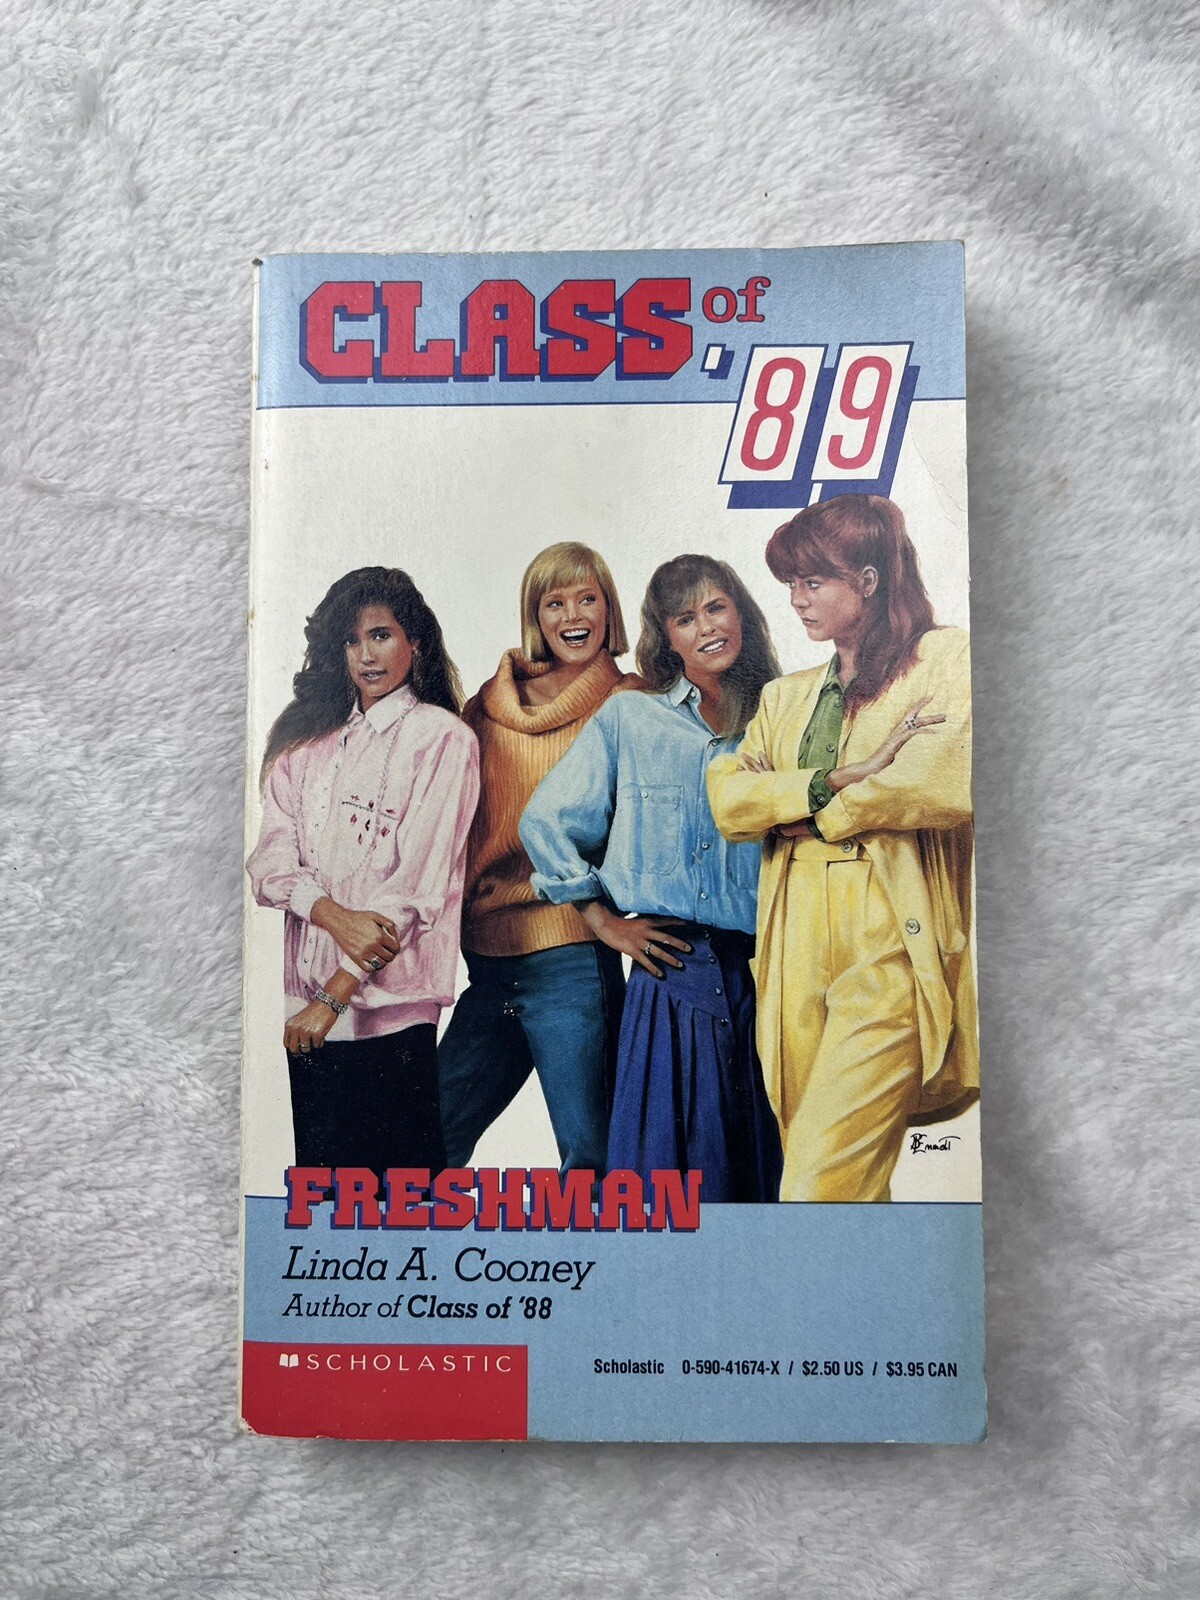 CLASS of
'89
FRESHMAN
Linda A. Cooney
Author of Class of '88
SCHOLASTIC
Scholastic 0-590-41674-X / $2.50 US / $3.95 CAN